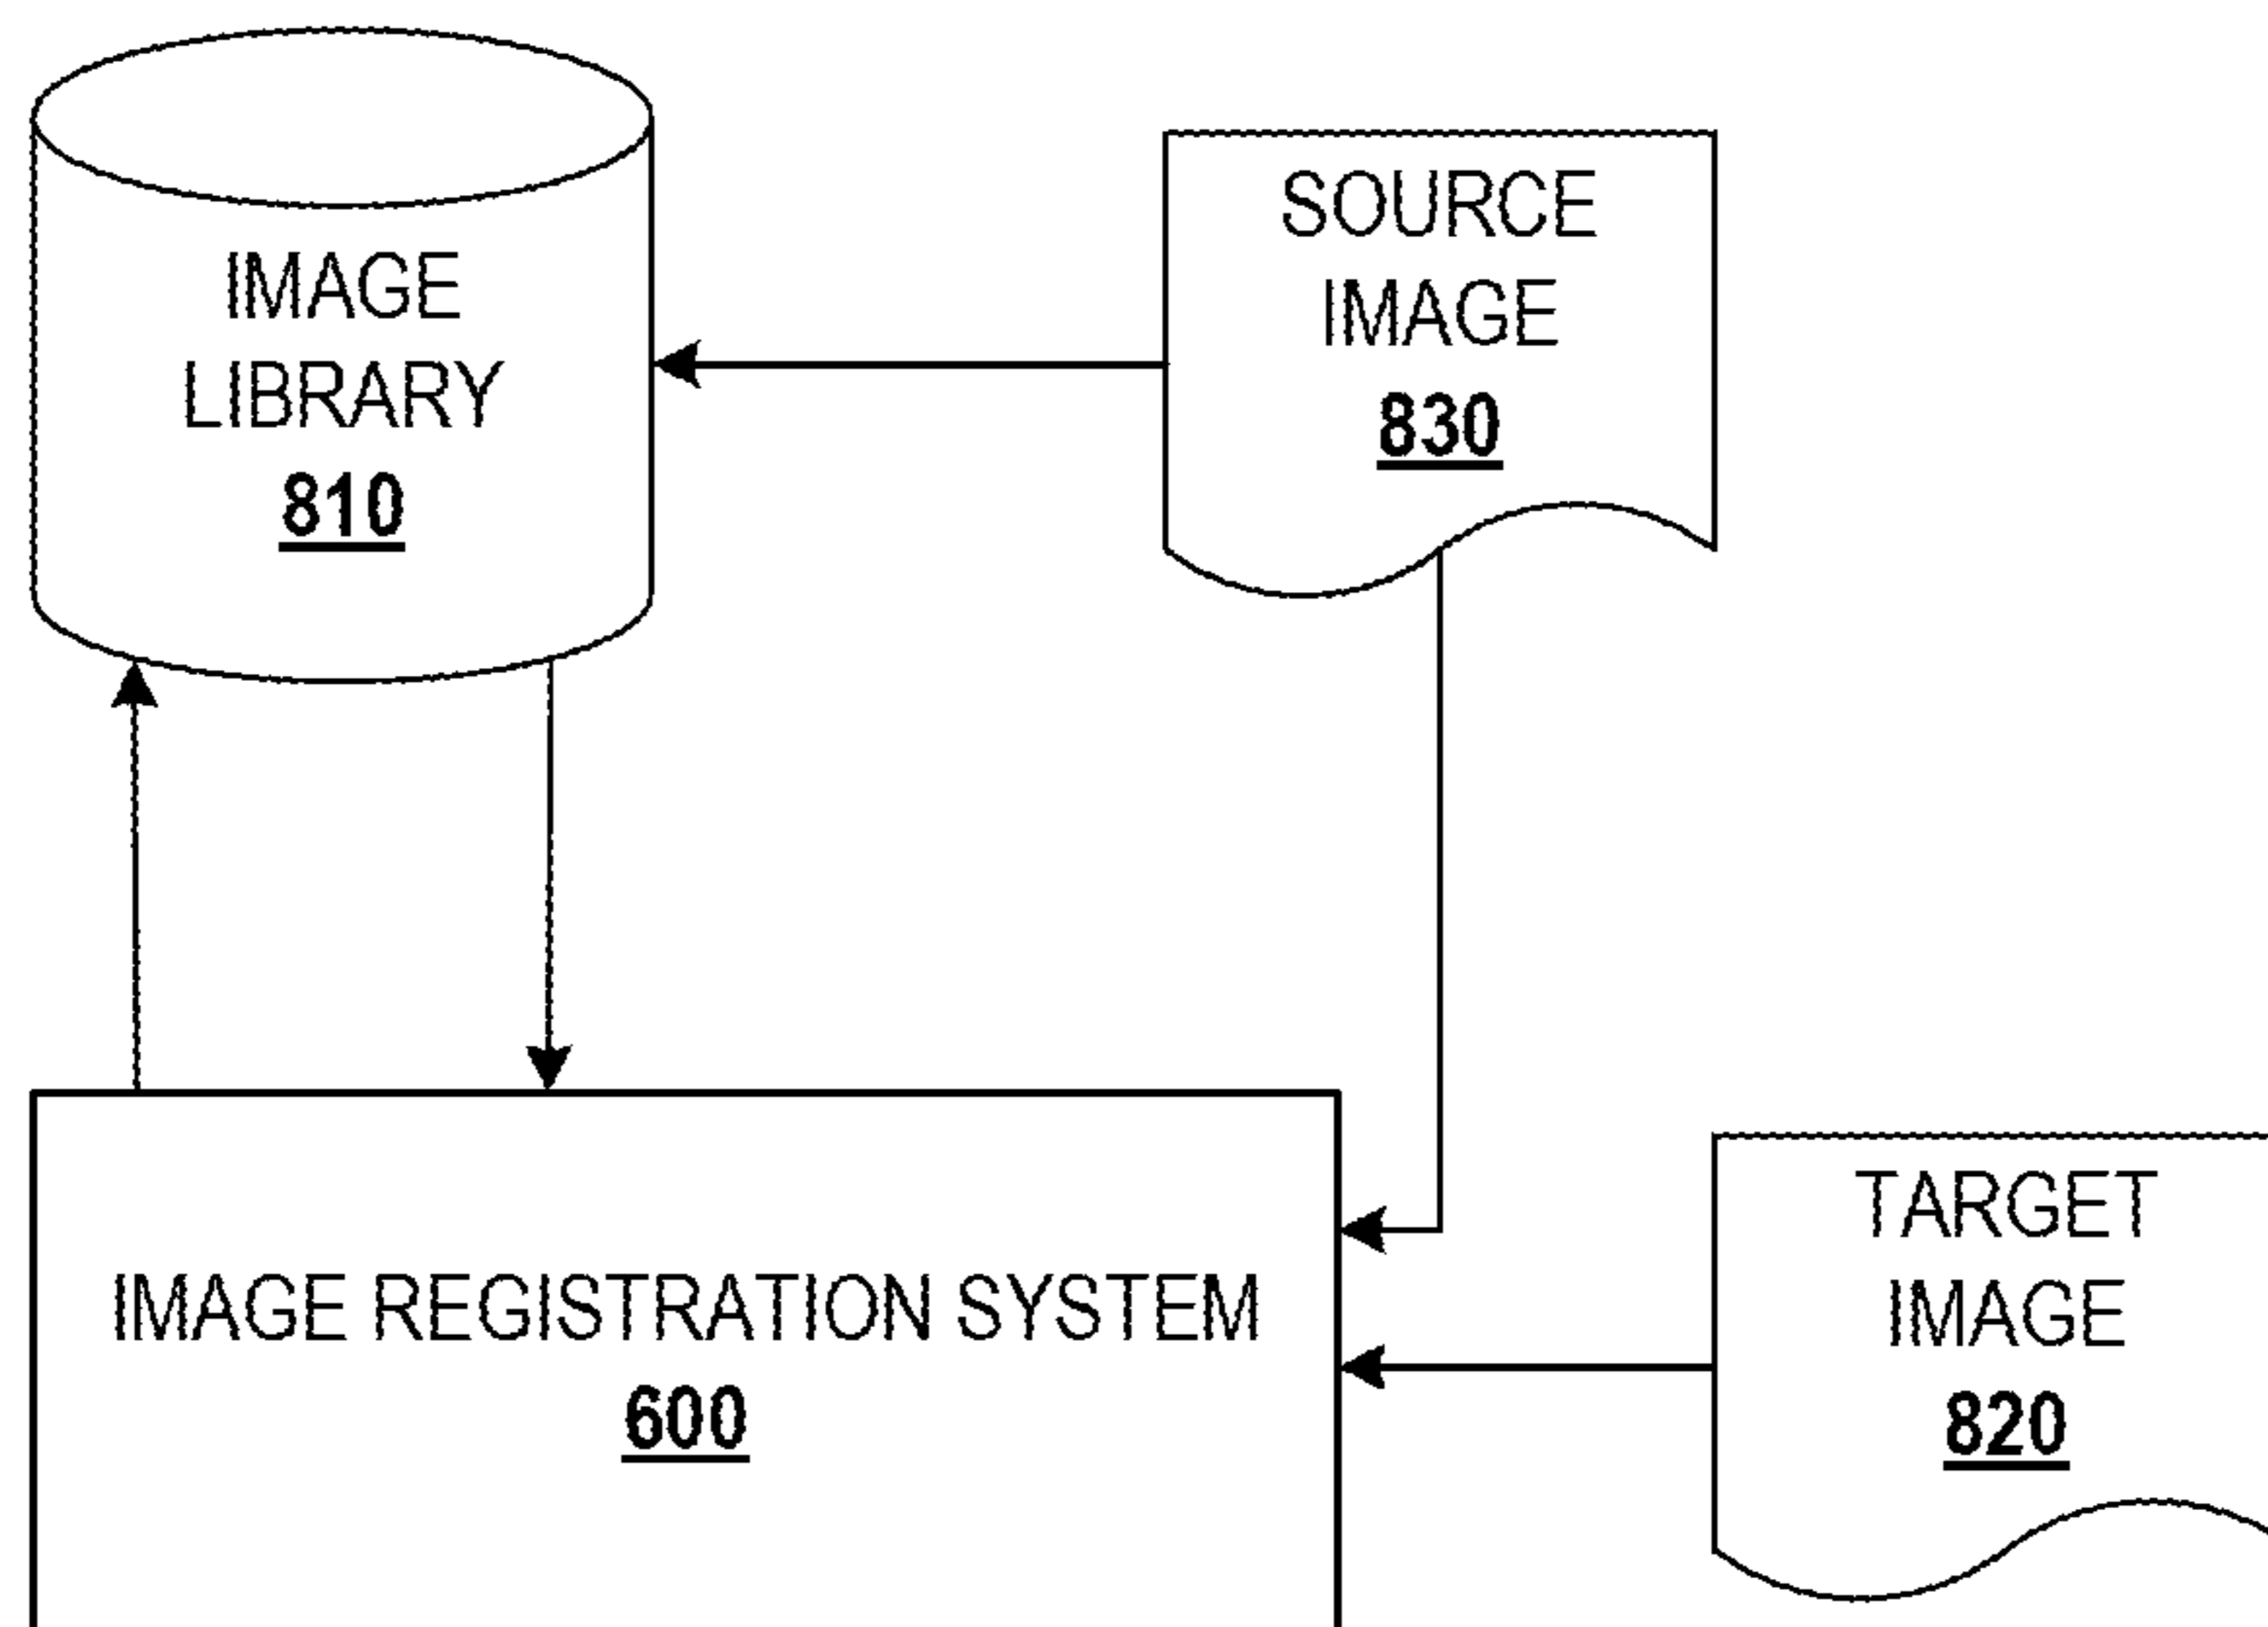 IMAGE
LIBRARY
810
SOURCE
IMAGE
830
IMAGE REGISTRATION SYSTEM
600
TARGET
IMAGE
820